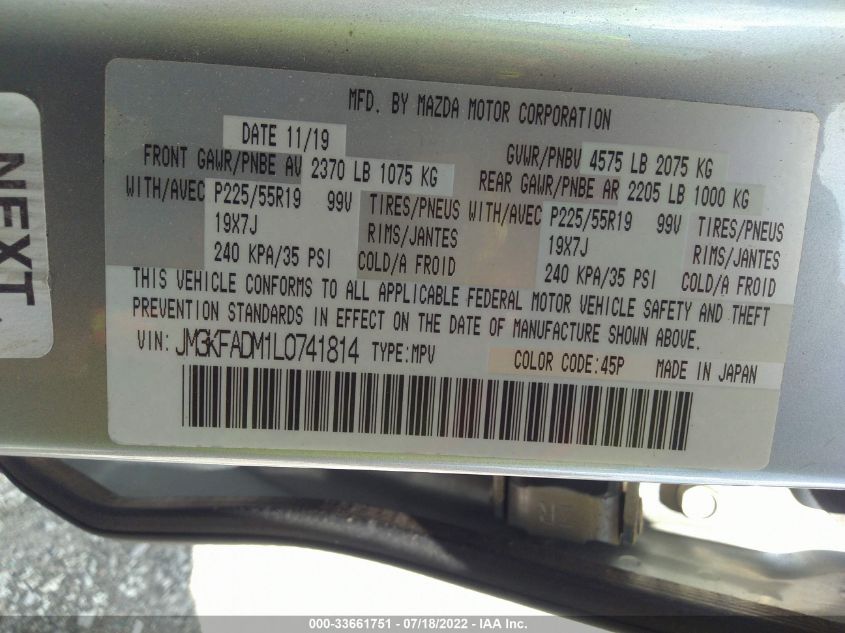 MFD. BY MAZDA MOTOR CORPORATION
DATE 11/19
GVWR/PNBV 4575 LB 2075 KG
FRONT GAWR/PNBE AV 2370 LB 1075 KG
REAR GAWR/PNBE AR 2205 LB 1000 KG
WITH/AVEC P225/55R19 99V TIRES/PNEUS WITH/AVEC P225/55R19 99V TIRES/PNEUS
19X7J RIMS/JANTES 19X7J RIMS/JANTES
240 KPA/35 PSI COLD/A FROID 240 KPA/35 PSI COLD/A FROID
THIS VEHICLE CONFORMS TO ALL APPLICABLE FEDERAL MOTOR VEHICLE SAFETY AND THEFT
PREVENTION STANDARDS IN EFFECT ON THE DATE OF MANUFACTURE SHOWN ABOVE.
VIN: JM3KFADM1L0741814 TYPE:MPV COLOR CODE:45P MADE IN JAPAN
NEXT
000-33661751 - 07/18/2022 - IAA Inc.